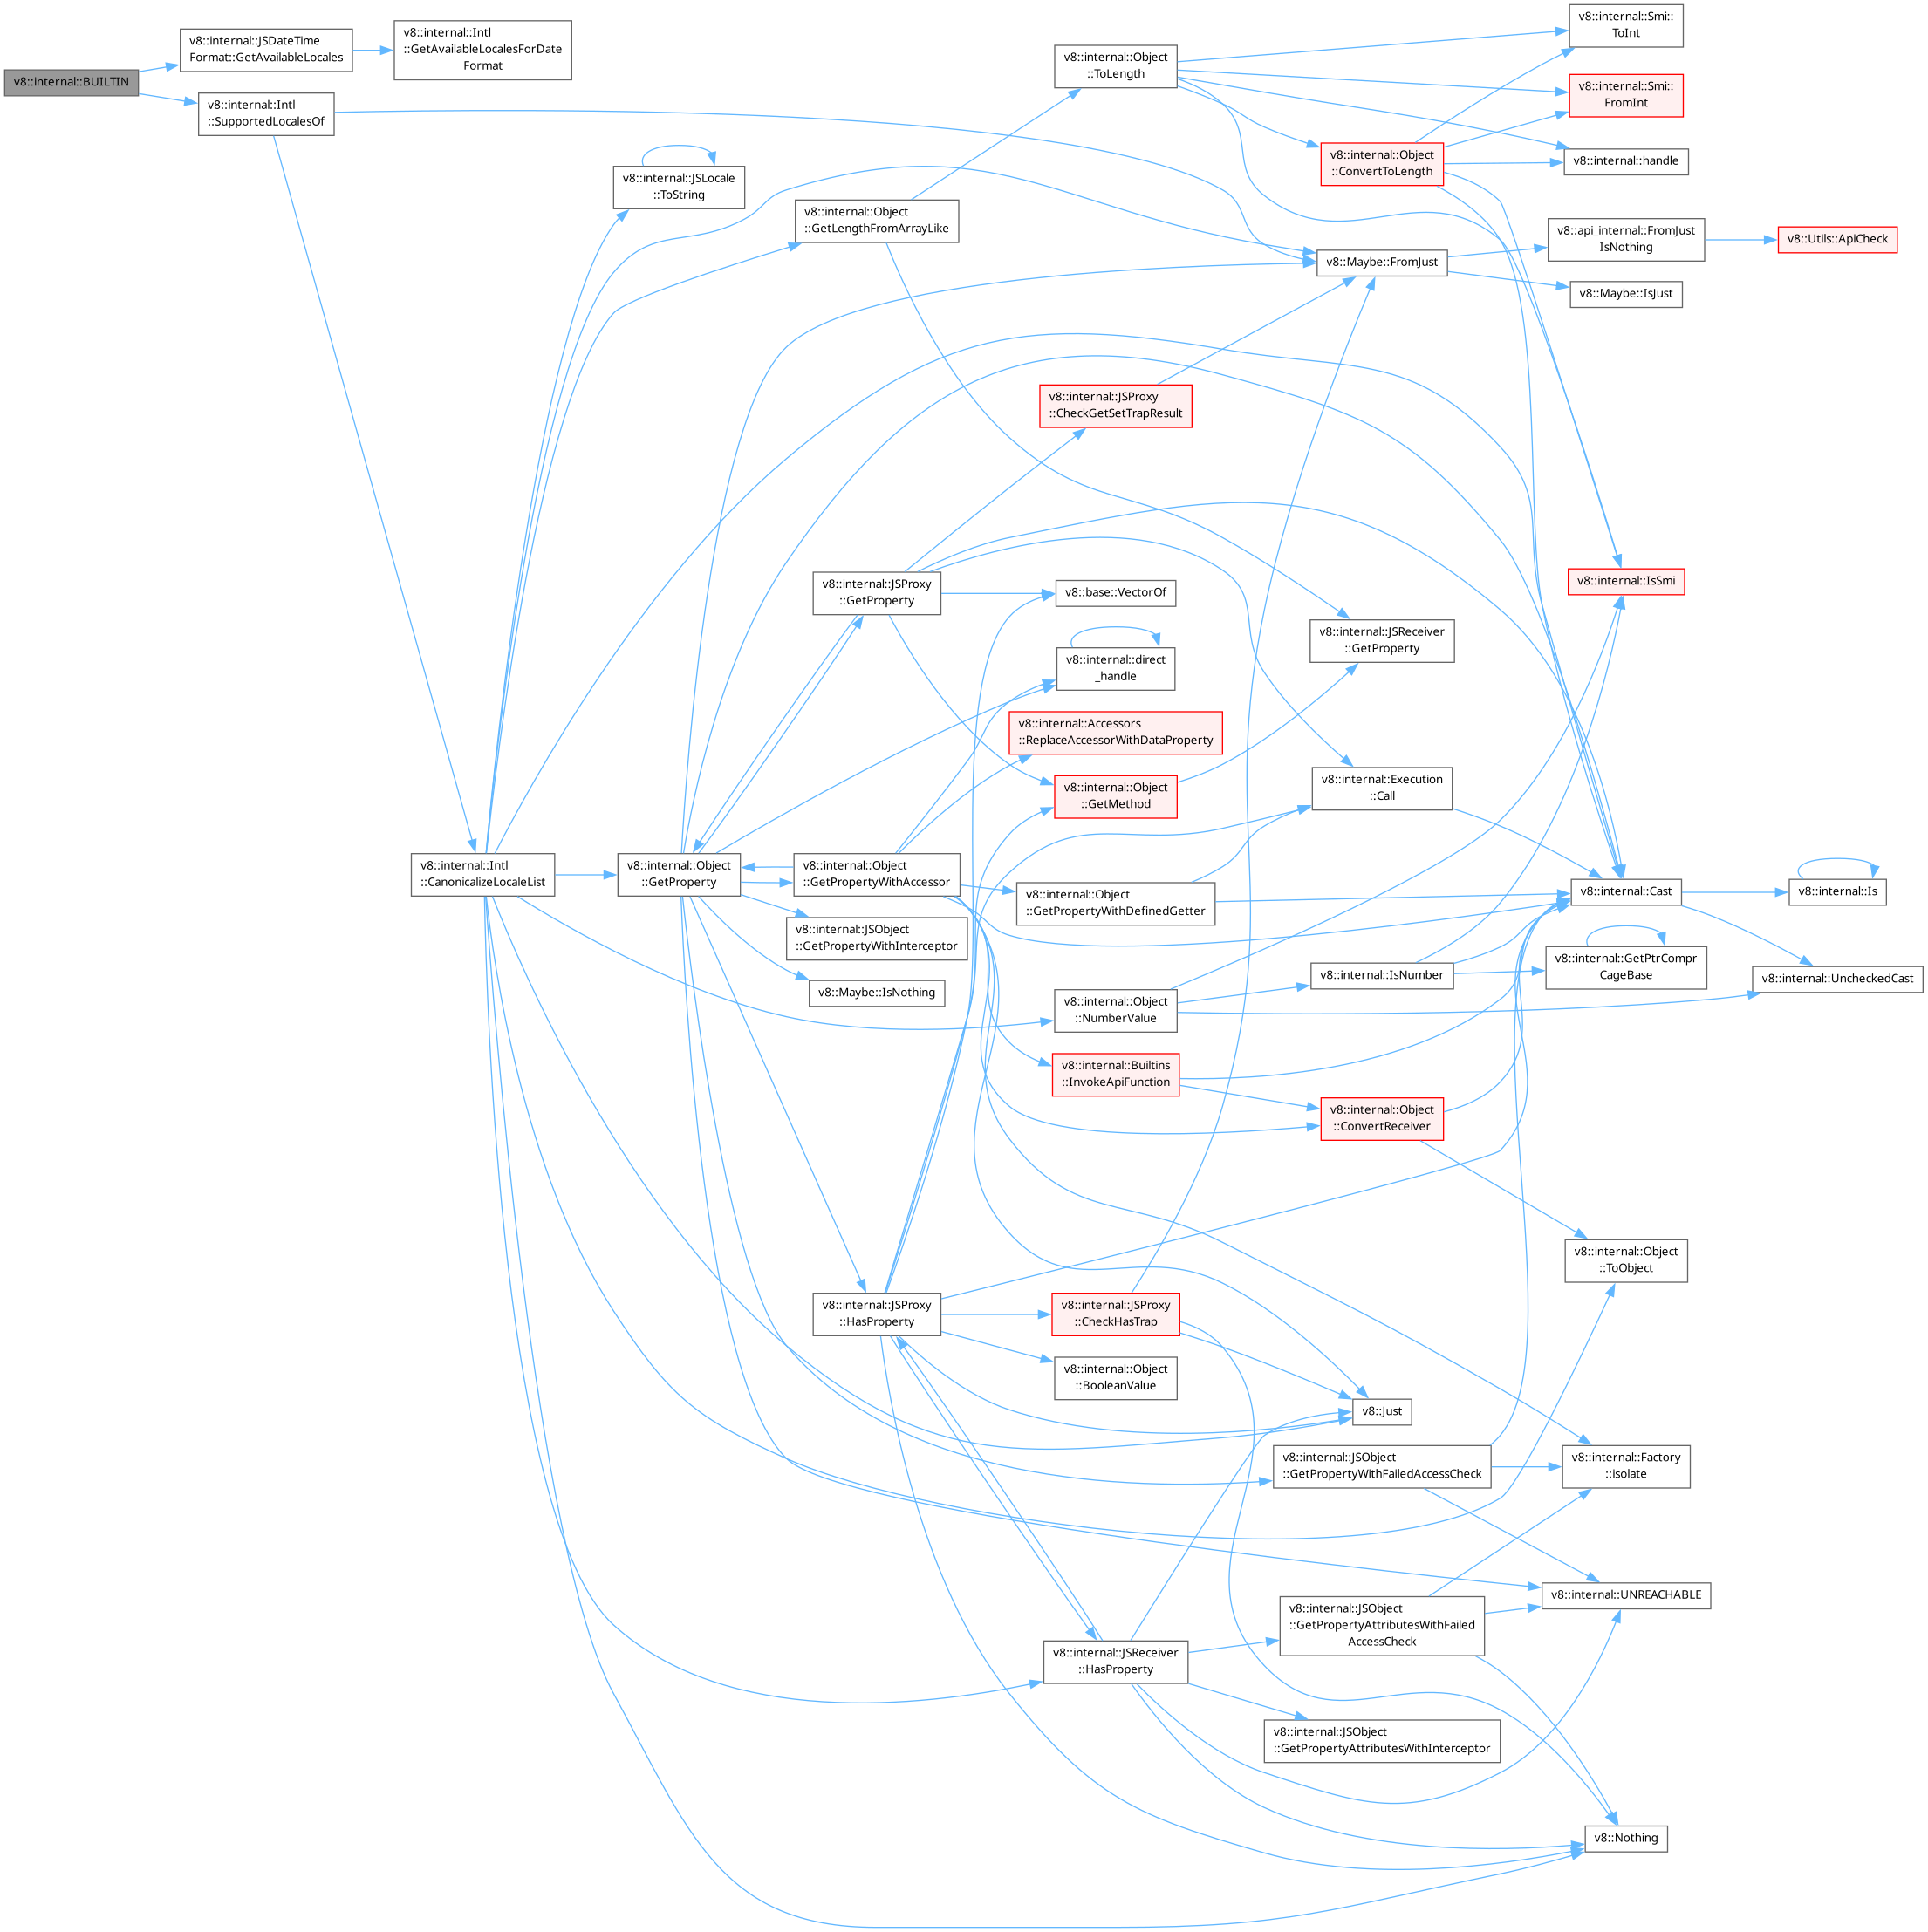 v8::internal::BUILTIN
v8::internal::JSDateTime
Format::GetAvailableLocales
v8::internal::Intl
::GetAvailableLocalesForDate
Format
v8::internal::Intl
::SupportedLocalesOf
v8::internal::Intl
::CanonicalizeLocaleList
v8::internal::JSLocale
::ToString
v8::internal::Object
::GetProperty
v8::internal::Object
::GetLengthFromArrayLike
v8::internal::JSProxy
::GetProperty
v8::internal::Object
::GetPropertyWithAccessor
v8::internal::JSObject
::GetPropertyWithInterceptor
v8::Maybe::IsNothing
v8::internal::JSProxy
::HasProperty
v8::internal::Object
::ToLength
v8::internal::JSProxy
::CheckGetSetTrapResult
v8::base::VectorOf
v8::internal::direct
_handle
v8::internal::Accessors
::ReplaceAccessorWithDataProperty
v8::internal::Object
::GetMethod
v8::internal::Object
::GetPropertyWithDefinedGetter
v8::internal::Object
::NumberValue
v8::internal::Builtins
::InvokeApiFunction
v8::internal::JSProxy
::CheckHasTrap
v8::internal::Object
::BooleanValue
v8::internal::JSReceiver
::HasProperty
v8::internal::Object
::ConvertToLength
v8::Maybe::FromJust
v8::internal::JSReceiver
::GetProperty
v8::internal::Execution
::Call
v8::internal::IsNumber
v8::internal::Object
::ConvertReceiver
v8::Just
v8::internal::JSObject
::GetPropertyWithFailedAccessCheck
v8::internal::JSObject
::GetPropertyAttributesWithFailed
AccessCheck
v8::internal::JSObject
::GetPropertyAttributesWithInterceptor
v8::internal::Smi::
ToInt
v8::internal::Smi::
FromInt
v8::internal::handle
v8::api_internal::FromJust
IsNothing
v8::Maybe::IsJust
v8::internal::IsSmi
v8::internal::Cast
v8::internal::GetPtrCompr
CageBase
v8::internal::Object
::ToObject
v8::internal::Factory
::isolate
v8::internal::UNREACHABLE
v8::Nothing
v8::Utils::ApiCheck
v8::internal::Is
v8::internal::UncheckedCast